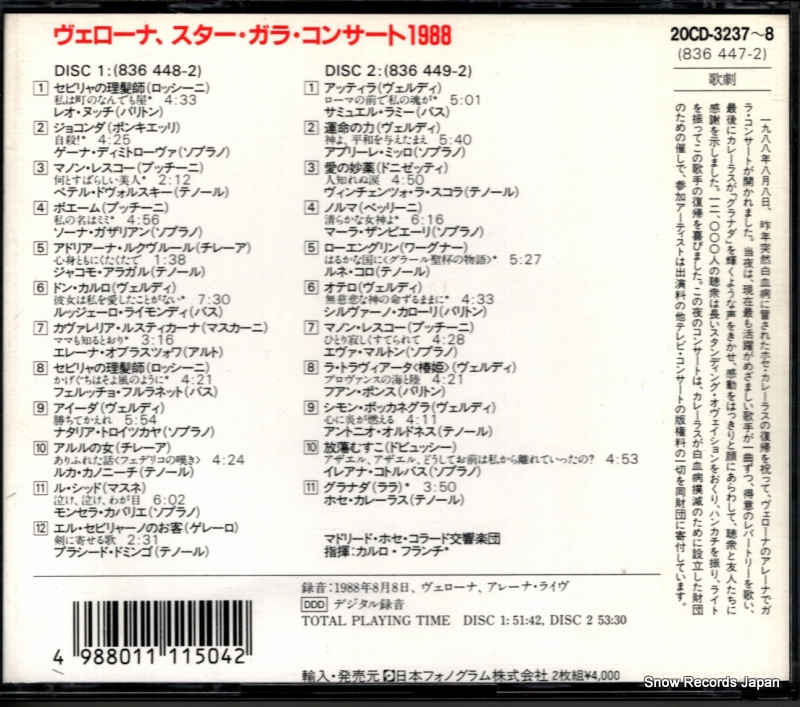 ヴェローナ、スター・ガラ・コンサート1988
20CD-3237〜8
(836 447-2)
歌劇
DISC 1:(836 448-2)
1 セビリャの理髪師(ロッシーニ)
私は町のなんでも屋* 4:33
レオ・ヌッチ(バリトン)
2 ジョコンダ(ポンキエッリ)
自殺!* 4:25
ゲーナ・ディミトローヴァ(ソプラノ)
3 マノン・レスコー(プッチーニ)
何とすばらしい美人* 2:12
ペテル・ドヴォルスキー(テノール)
4 ボエーム(プッチーニ)
私の名はミミ* 4:56
ソーナ・ガザリアン(ソプラノ)
5 アドリアーナ・ルクヴルール(チレーア)
心身ともにくたくたで 1:38
ジャコモ・アラガル(テノール)
6 ドン・カルロ(ヴェルディ)
彼女は私を愛したことがない* 7:30
ルッジェーロ・ライモンディ(バス)
7 カヴァレリア・ルスティカーナ(マスカーニ)
ママも知るとおり* 3:16
エレーナ・オブラスツォワ(アルト)
8 セビリャの理髪師(ロッシーニ)
かげぐちはそよ風のように* 4:21
フェルッチョ・フルラネット(バス)
9 アイーダ(ヴェルディ)
勝ちてかえれ 5:54
ナタリア・トロイツカヤ(ソプラノ)
10 アルルの女(チレーア)
ありふれた話〈フェデリコの嘆き〉 4:24
ルカ・カノニーチ(テノール)
11 ル・シッド(マスネ)
泣け、泣け、わが目 6:02
モンセラ・カバリエ(ソプラノ)
12 エル・セビリャーノのお客(ゲレーロ)
剣に寄せる歌 2:31
プラシード・ドミンゴ(テノール)
DISC 2:(836 449-2)
1 アッティラ(ヴェルディ)
ローマの前で私の魂が* 5:01
サミュエル・ラミー(バス)
2 運命の力(ヴェルディ)
神よ、平和を与えたまえ 5:40
アプリーレ・ミッロ(ソプラノ)
3 愛の妙薬(ドニゼッティ)
人知れぬ涙 4:50
ヴィンチェンツォ・ラ・スコラ(テノール)
4 ノルマ(ベッリーニ)
清らかな女神よ* 6:16
マーラ・ザンピエーリ(ソプラノ)
5 ローエングリン(ワーグナー)
はるかな国に〈グラール聖杯の物語〉* 5:27
ルネ・コロ(テノール)
6 オテロ(ヴェルディ)
無慈悲な神の命ずるままに* 4:33
シルヴァーノ・カローリ(バリトン)
7 マノン・レスコー(プッチーニ)
ひとり寂しくすてられて 4:28
エヴァ・マルトン(ソプラノ)
8 ラ・トラヴィアータ〈椿姫〉(ヴェルディ)
プロヴァンスの海と陸 4:21
フアン・ポンス(バリトン)
9 シモン・ボッカネグラ(ヴェルディ)
心に炎が燃える 4:11
アントニオ・オルドネス(テノール)
10 放蕩むすこ(ドビュッシー)
アザエル、アザエル、どうしてお前は私から離れていったの? 4:53
イレアナ・コトルバス(ソプラノ)
11 グラナダ(ララ)* 3:50
ホセ・カレーラス(テノール)
マドリード・ホセ・コラード交響楽団
指揮:カルロ・フランチ*
一九八八年八月八日、昨年突然白血病に冒されたホセ・カレーラスの復帰を祝って、ヴェローナのアレーナでガ
ラ・コンサートが開かれました。当夜は、現在最も活躍がめざましい歌手が一曲ずつ、得意のレパートリーを歌い、
最後にカレーラスが「グラナダ」を輝くような声をきかせ、感動をはっきりと顔にあらわして、聴衆と友人たちに
感謝を示しました。一二、〇〇〇人の聴衆は長いスタンディング・オヴェイションをおくり、ハンカチを振り、ライト
を振ってこの歌手の復帰を喜びました。この夜のコンサートは、カレーラスが白血病撲滅のために設立した財団
のための催しで、参加アーティストは出演料の他テレビ・コンサートの版権料の一切を同財団に寄付しています。
録音:1988年8月8日、ヴェローナ、アレーナ・ライヴ
DDD デジタル録音
TOTAL PLAYING TIME DISC 1: 51:42, DISC 2 53:30
4 988011 115042
輸入・発売元 日本フォノグラム株式会社 2枚組¥4,000
Snow Records Japan